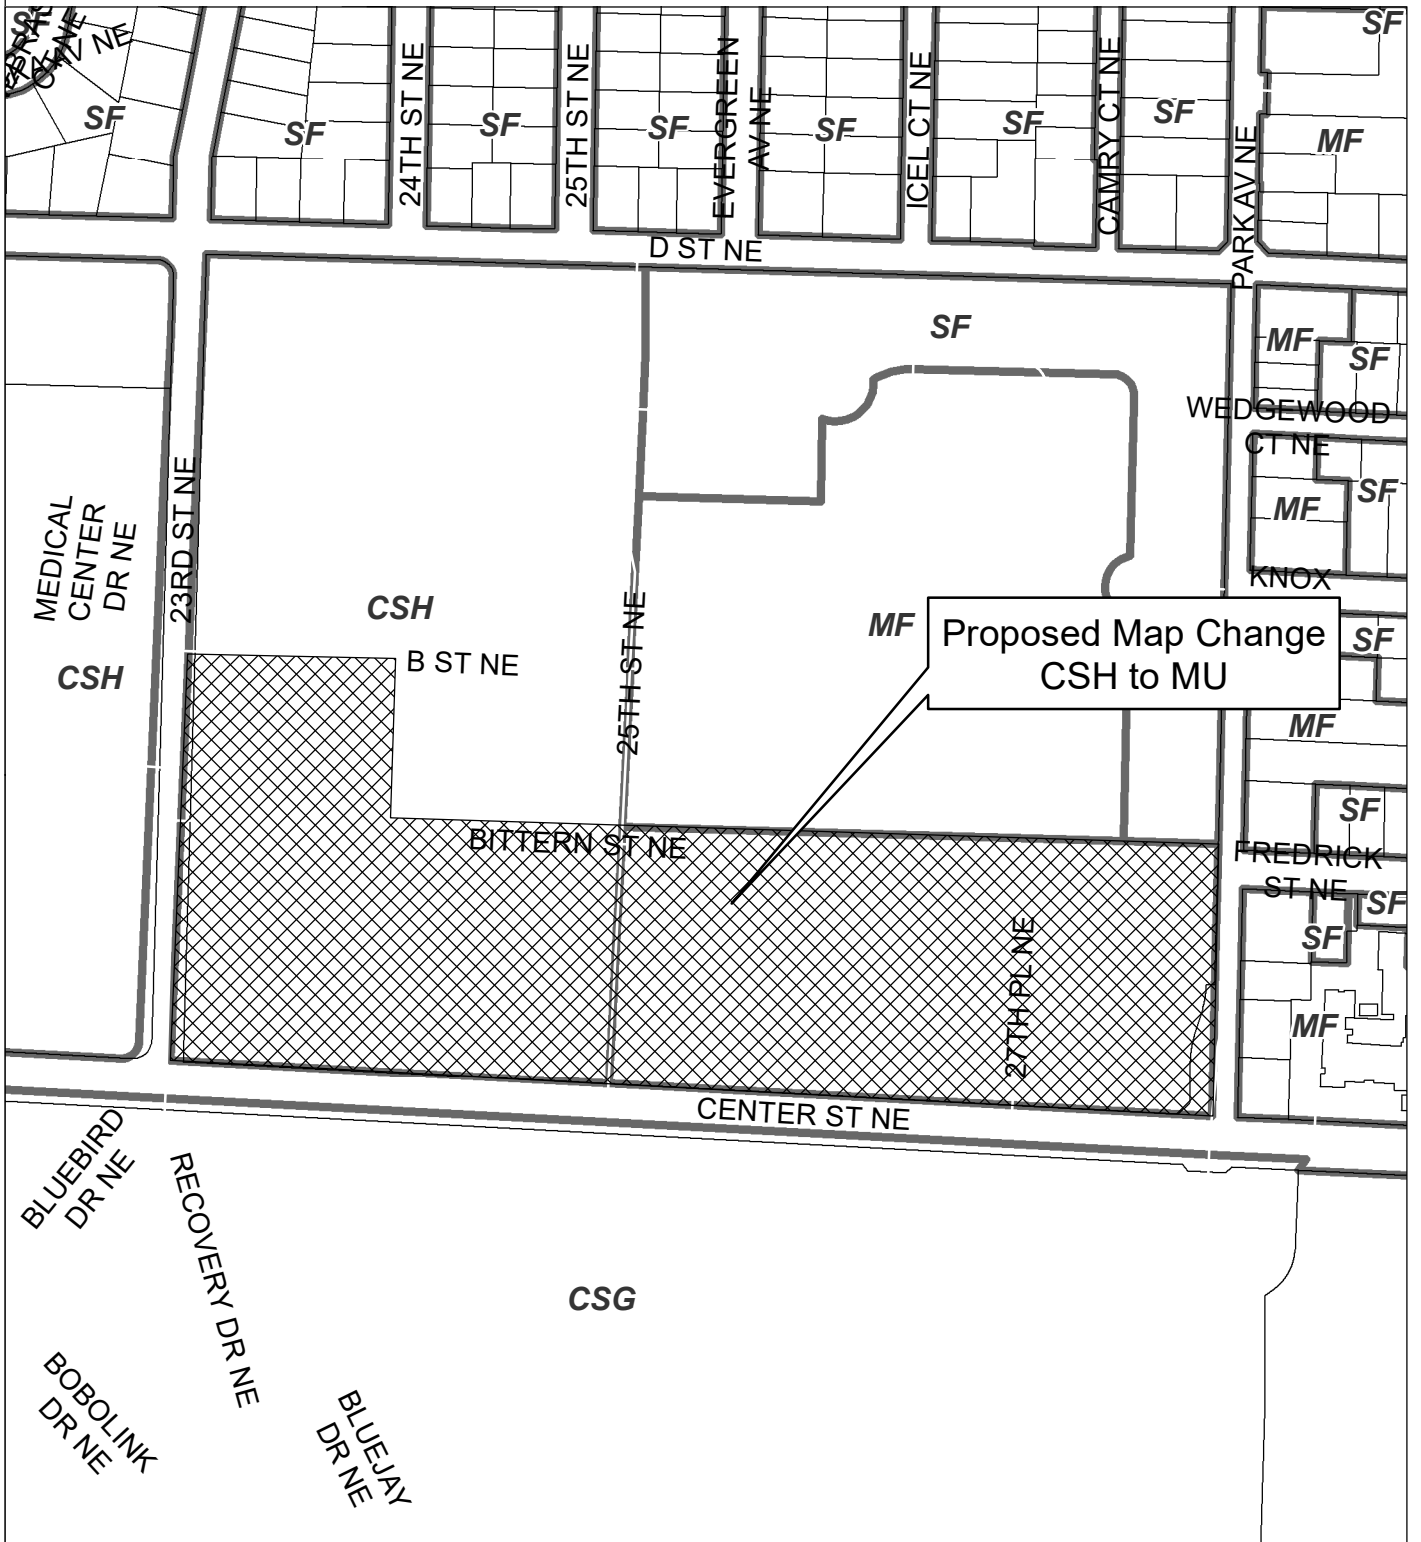 SF
AV NE
CT NE
SF
SF
24TH ST NE
SF
25TH ST NE
SF
EVERGREEN
AV NE
SF
ICEL CT NE
SF
CAMRY CT NE
SF
PARK AV NE
SF
MF
D ST NE
SF
MF
SF
WEDGEWOOD
CT NE
MF
SF
MEDICAL
CENTER
DR NE
23RD ST NE
CSH
CSH
B ST NE
25TH ST NE
MF
Proposed Map Change
CSH to MU
KNOX
SF
MF
SF
BITTERN ST NE
FREDRICK
ST NE
SF
SF
27TH PL NE
MF
CENTER ST NE
BLUEBIRD
DR NE
RECOVERY DR NE
CSG
BOBOLINK
DR NE
BLUEJAY
DR NE